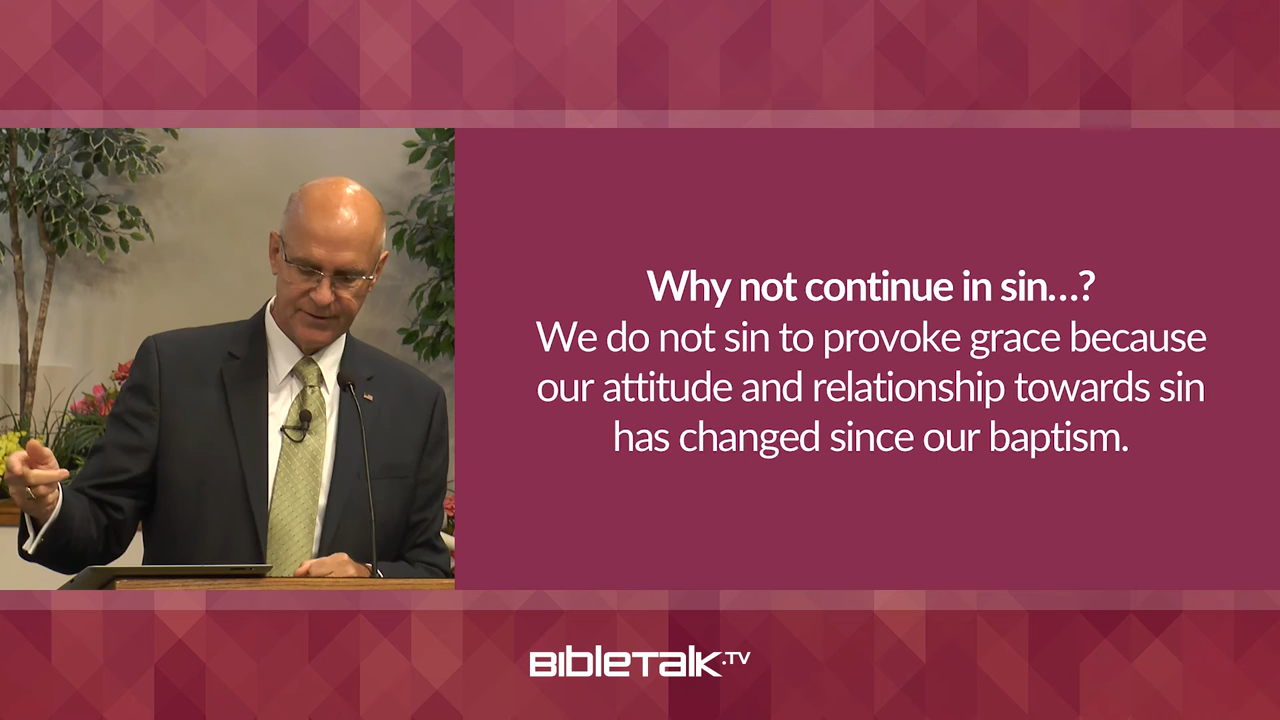 Why not continue in sin...?
We do not sin to provoke grace because
our attitude and relationship towards sin
has changed since our baptism.
BIBLETALK.TV